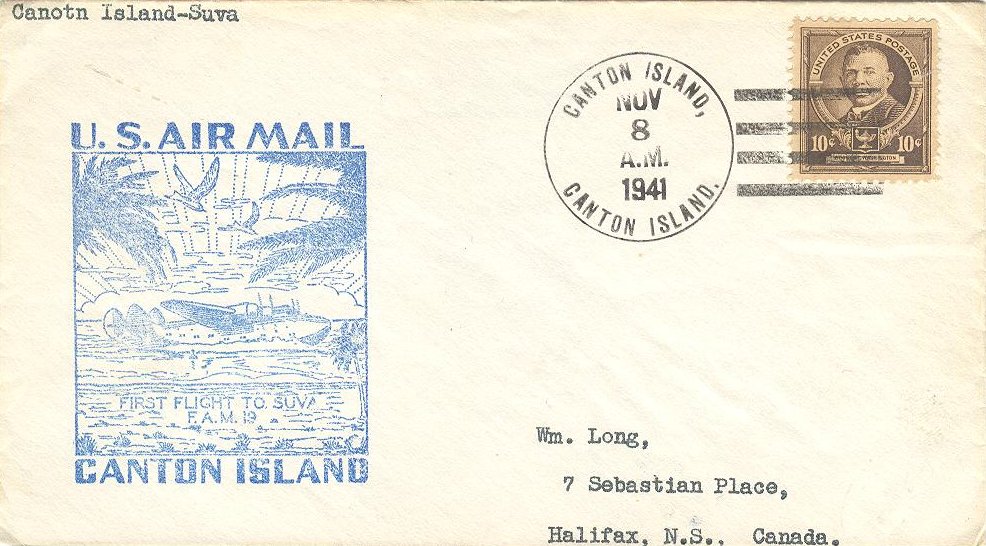 Canotn Island-Suva
U.S. AIR MAIL
FIRST FLIGHT TO SUVA
F.A.M. 19
CANTON ISLAND
CANTON ISLAND,
NOV
8
A.M.
1941
CANTON ISLAND.
UNITED STATES POSTAGE
10¢ 10¢
Wm. Long,
7 Sebastian Place,
Halifax, N.S., Canada.